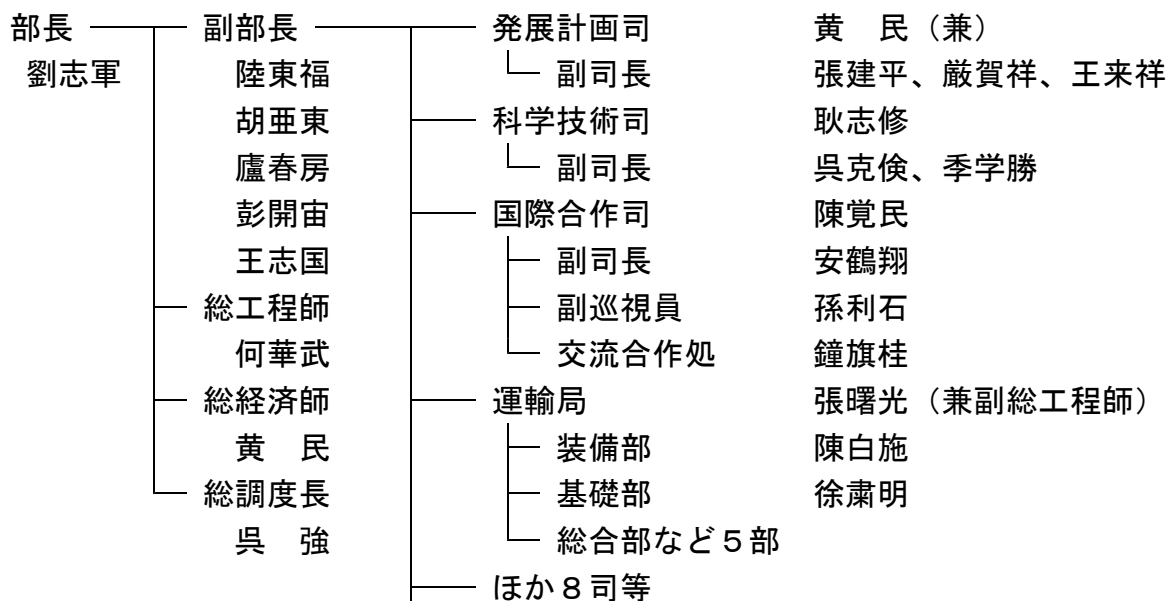 部長 副部長 発展計画司 黄　民（兼）
劉志軍 陸東福 副司長 張建平、厳賀祥、王来祥
胡亜東 科学技術司 耿志修
廬春房 副司長 呉克倹、季学勝
彭開宙 国際合作司 陳覚民
王志国 副司長 安鶴翔
総工程師 副巡視員 孫利石
何華武 交流合作処 鐘旗桂
総経済師 運輸局 張曙光（兼副総工程師）
黄　民 装備部 陳白施
総調度長 基礎部 徐粛明
呉　強 総合部など５部
ほか８司等